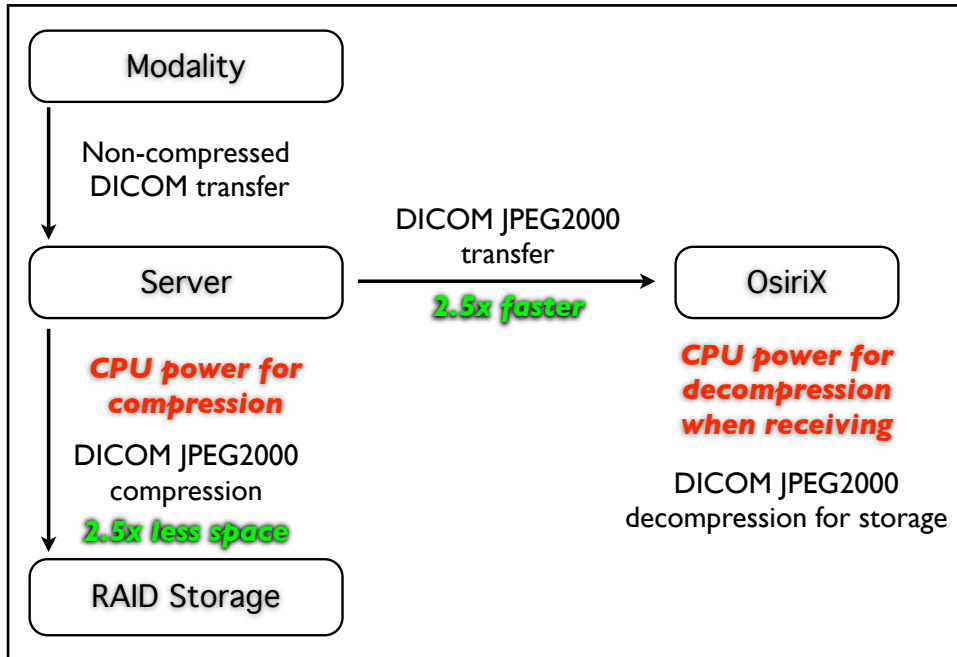 Modality
Non-compressed
DICOM transfer
DICOM JPEG2000
transfer
Server
OsiriX
2.5x faster
CPU power for
compression
CPU power for
decompression
when receiving
DICOM JPEG2000
compression
DICOM JPEG2000
decompression for storage
2.5x less space
RAID Storage